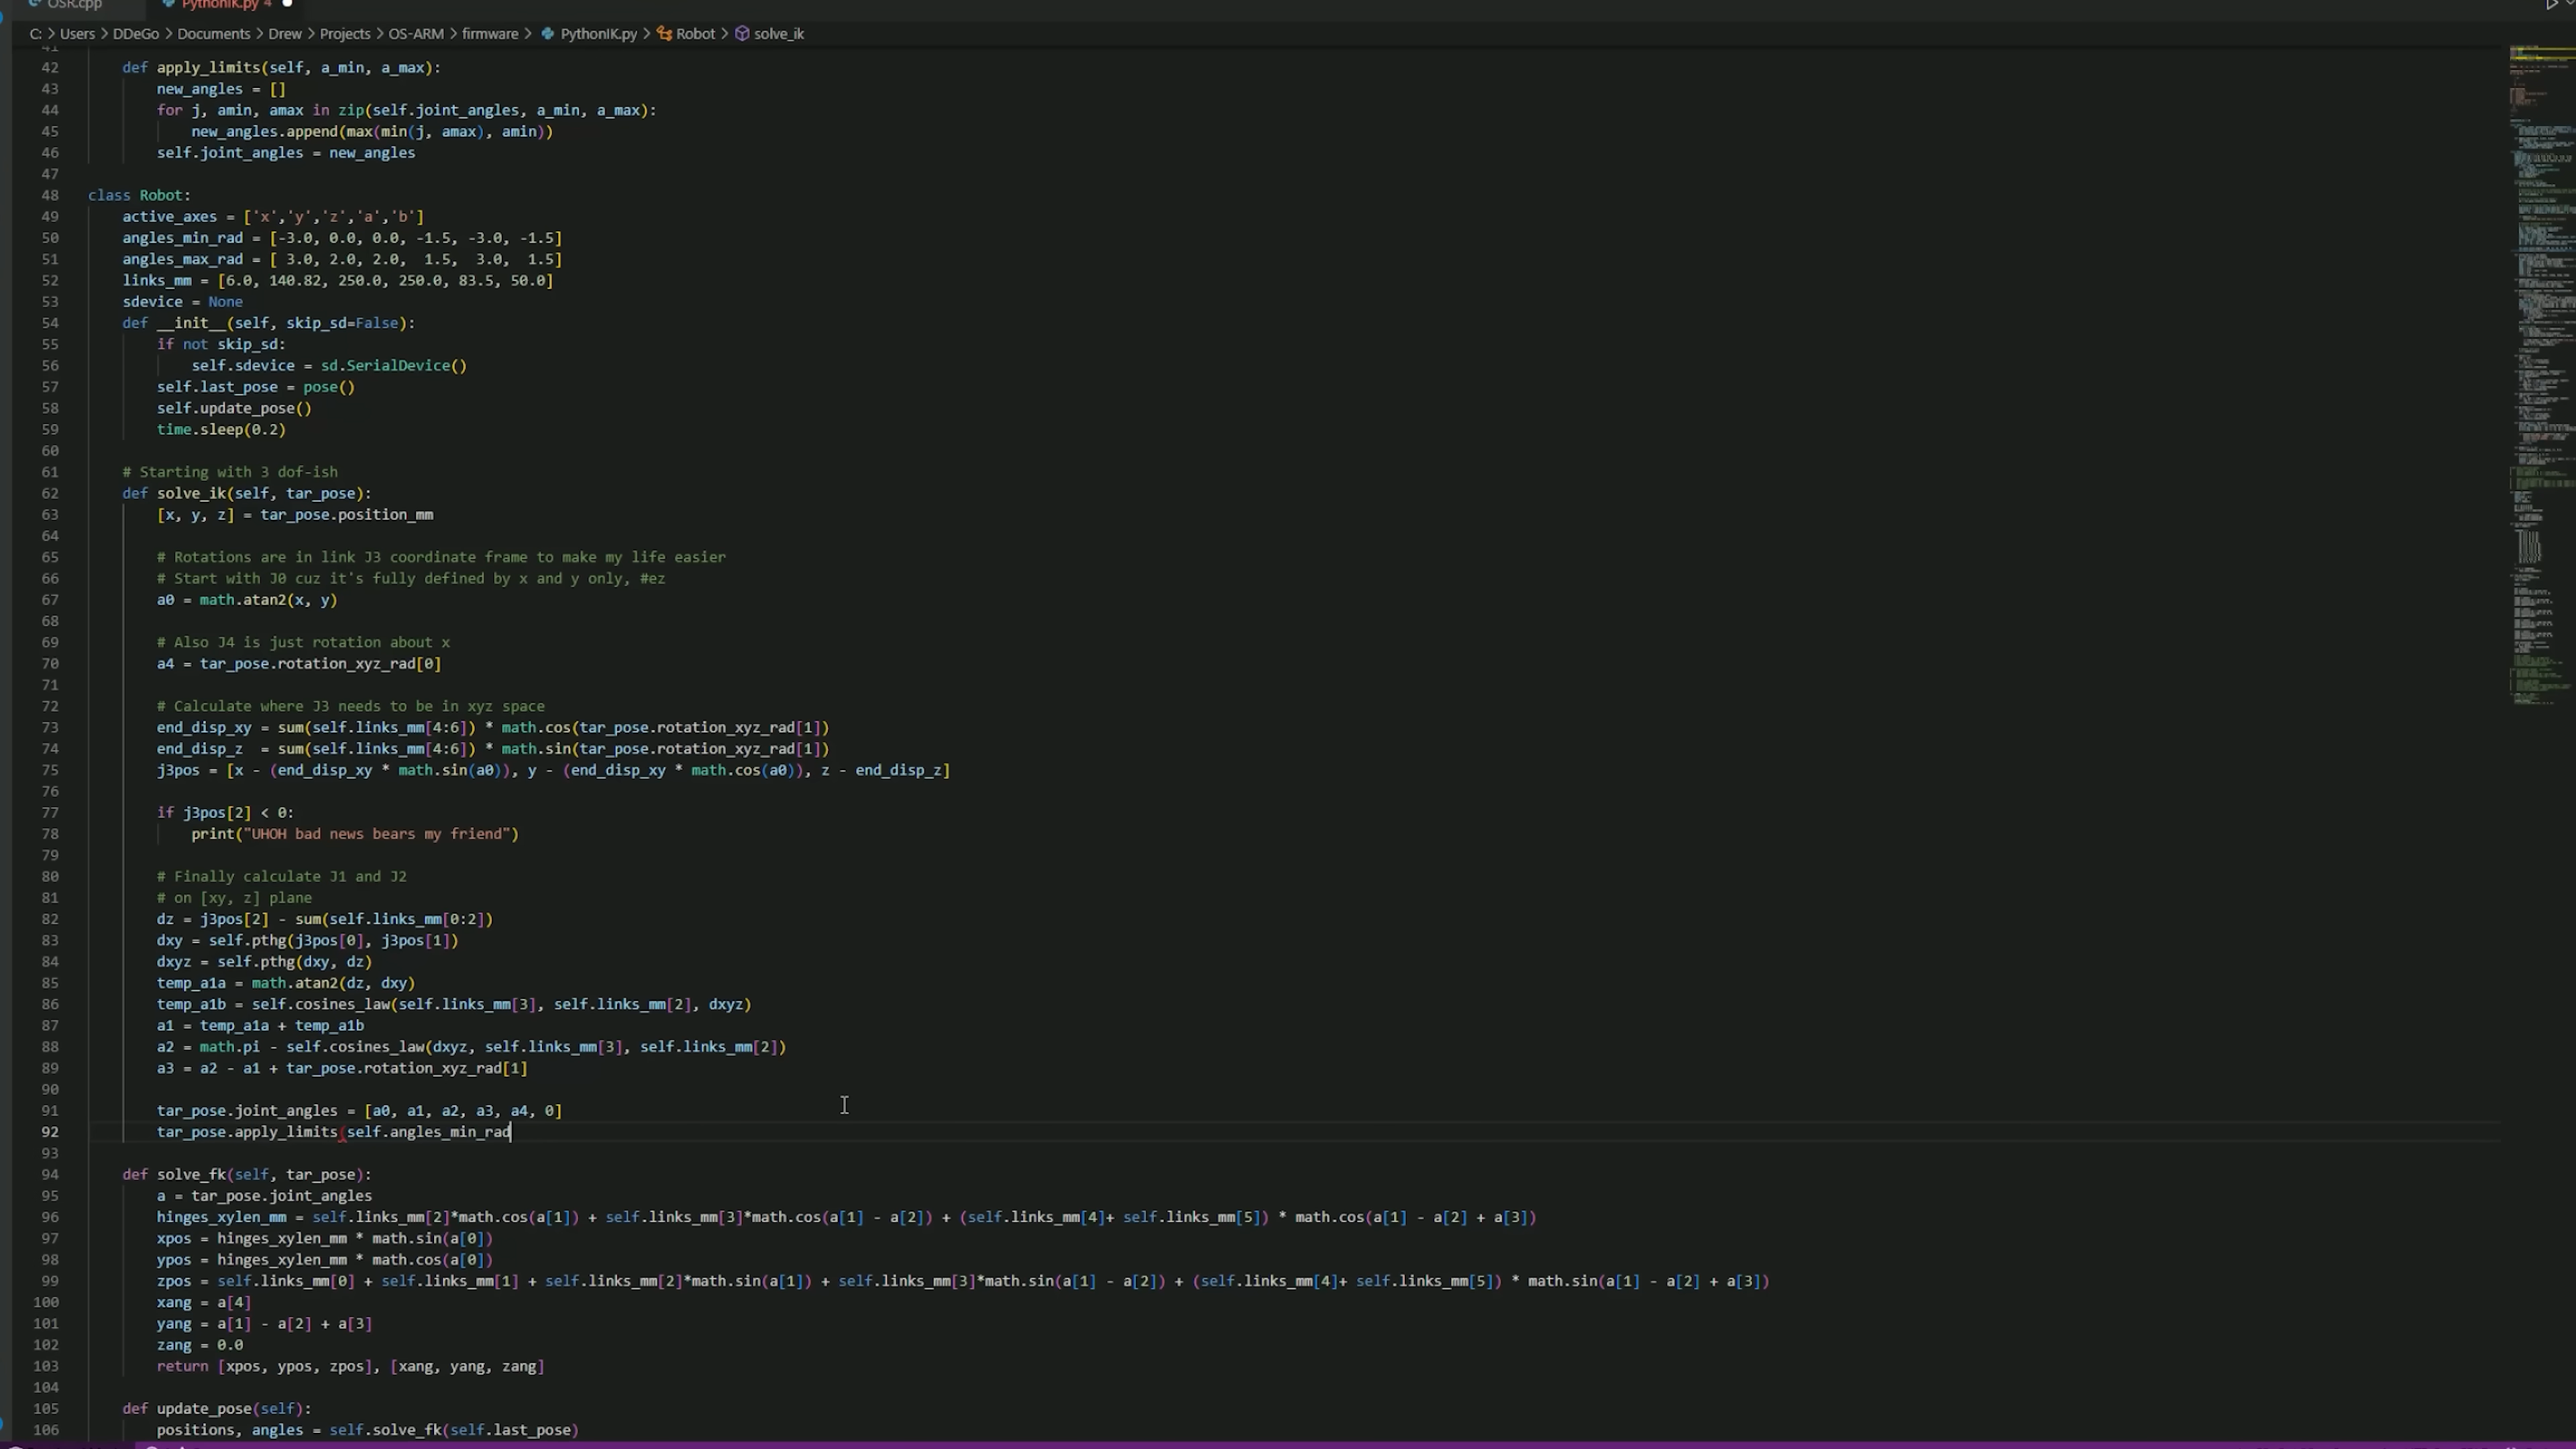 OSR.cpp PythonIK.py 4
C: > Users > DDeGo > Documents > Drew > Projects > OS-ARM > firmware > PythonIK.py > Robot > solve_ik
41
42 def apply_limits(self, a_min, a_max):
43 new_angles = []
44 for j, amin, amax in zip(self.joint_angles, a_min, a_max):
45 new_angles.append(max(min(j, amax), amin))
46 self.joint_angles = new_angles
47
48 class Robot:
49 active_axes = ['x','y','z','a','b']
50 angles_min_rad = [-3.0, 0.0, 0.0, -1.5, -3.0, -1.5]
51 angles_max_rad = [ 3.0, 2.0, 2.0, 1.5, 3.0, 1.5]
52 links_mm = [6.0, 140.82, 250.0, 250.0, 83.5, 50.0]
53 sdevice = None
54 def __init__(self, skip_sd=False):
55 if not skip_sd:
56 self.sdevice = sd.SerialDevice()
57 self.last_pose = pose()
58 self.update_pose()
59 time.sleep(0.2)
60
61 # Starting with 3 dof-ish
62 def solve_ik(self, tar_pose):
63 [x, y, z] = tar_pose.position_mm
64
65 # Rotations are in link J3 coordinate frame to make my life easier
66 # Start with J0 cuz it's fully defined by x and y only, #ez
67 a0 = math.atan2(x, y)
68
69 # Also J4 is just rotation about x
70 a4 = tar_pose.rotation_xyz_rad[0]
71
72 # Calculate where J3 needs to be in xyz space
73 end_disp_xy = sum(self.links_mm[4:6]) * math.cos(tar_pose.rotation_xyz_rad[1])
74 end_disp_z = sum(self.links_mm[4:6]) * math.sin(tar_pose.rotation_xyz_rad[1])
75 j3pos = [x - (end_disp_xy * math.sin(a0)), y - (end_disp_xy * math.cos(a0)), z - end_disp_z]
76
77 if j3pos[2] < 0:
78 print("UHOH bad news bears my friend")
79
80 # Finally calculate J1 and J2
81 # on [xy, z] plane
82 dz = j3pos[2] - sum(self.links_mm[0:2])
83 dxy = self.pthg(j3pos[0], j3pos[1])
84 dxyz = self.pthg(dxy, dz)
85 temp_a1a = math.atan2(dz, dxy)
86 temp_a1b = self.cosines_law(self.links_mm[3], self.links_mm[2], dxyz)
87 a1 = temp_a1a + temp_a1b
88 a2 = math.pi - self.cosines_law(dxyz, self.links_mm[3], self.links_mm[2])
89 a3 = a2 - a1 + tar_pose.rotation_xyz_rad[1]
90
91 tar_pose.joint_angles = [a0, a1, a2, a3, a4, 0]
92 tar_pose.apply_limits(self.angles_min_rad
93
94 def solve_fk(self, tar_pose):
95 a = tar_pose.joint_angles
96 hinges_xylen_mm = self.links_mm[2]*math.cos(a[1]) + self.links_mm[3]*math.cos(a[1] - a[2]) + (self.links_mm[4]+ self.links_mm[5]) * math.cos(a[1] - a[2] + a[3])
97 xpos = hinges_xylen_mm * math.sin(a[0])
98 ypos = hinges_xylen_mm * math.cos(a[0])
99 zpos = self.links_mm[0] + self.links_mm[1] + self.links_mm[2]*math.sin(a[1]) + self.links_mm[3]*math.sin(a[1] - a[2]) + (self.links_mm[4]+ self.links_mm[5]) * math.sin(a[1] - a[2] + a[3])
100 xang = a[4]
101 yang = a[1] - a[2] + a[3]
102 zang = 0.0
103 return [xpos, ypos, zpos], [xang, yang, zang]
104
105 def update_pose(self):
106 positions, angles = self.solve_fk(self.last_pose)